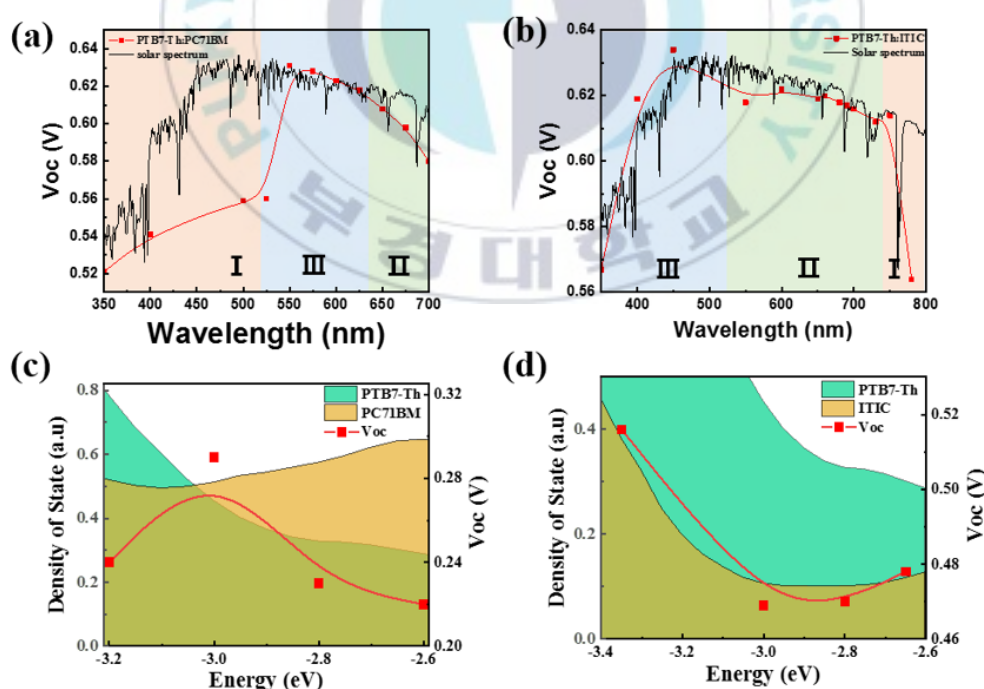 (a)
PTB7-Th:PC71BM
solar spectrum
0.64
0.62
0.60
0.58
0.56
0.54
0.52
Voc (V)
I
III
II
350 400 450 500 550 600 650 700
Wavelength (nm)
(b)
PTB7-Th:ITIC
Solar spectrum
0.64
0.62
0.60
0.58
0.56
Voc (V)
III
II
I
400 500 600 700 800
Wavelength (nm)
부경대학교
(c)
PTB7-Th
PC71BM
Voc
0.8
0.6
0.4
0.2
0.0
Density of State (a.u)
0.32
0.28
0.24
0.20
Voc (V)
-3.2 -3.0 -2.8 -2.6
Energy (eV)
(d)
PTB7-Th
ITIC
Voc
0.4
0.2
0.0
Density of State (a.u)
0.52
0.50
0.48
0.46
Voc (V)
-3.4 -3.2 -3.0 -2.8 -2.6
Energy (eV)